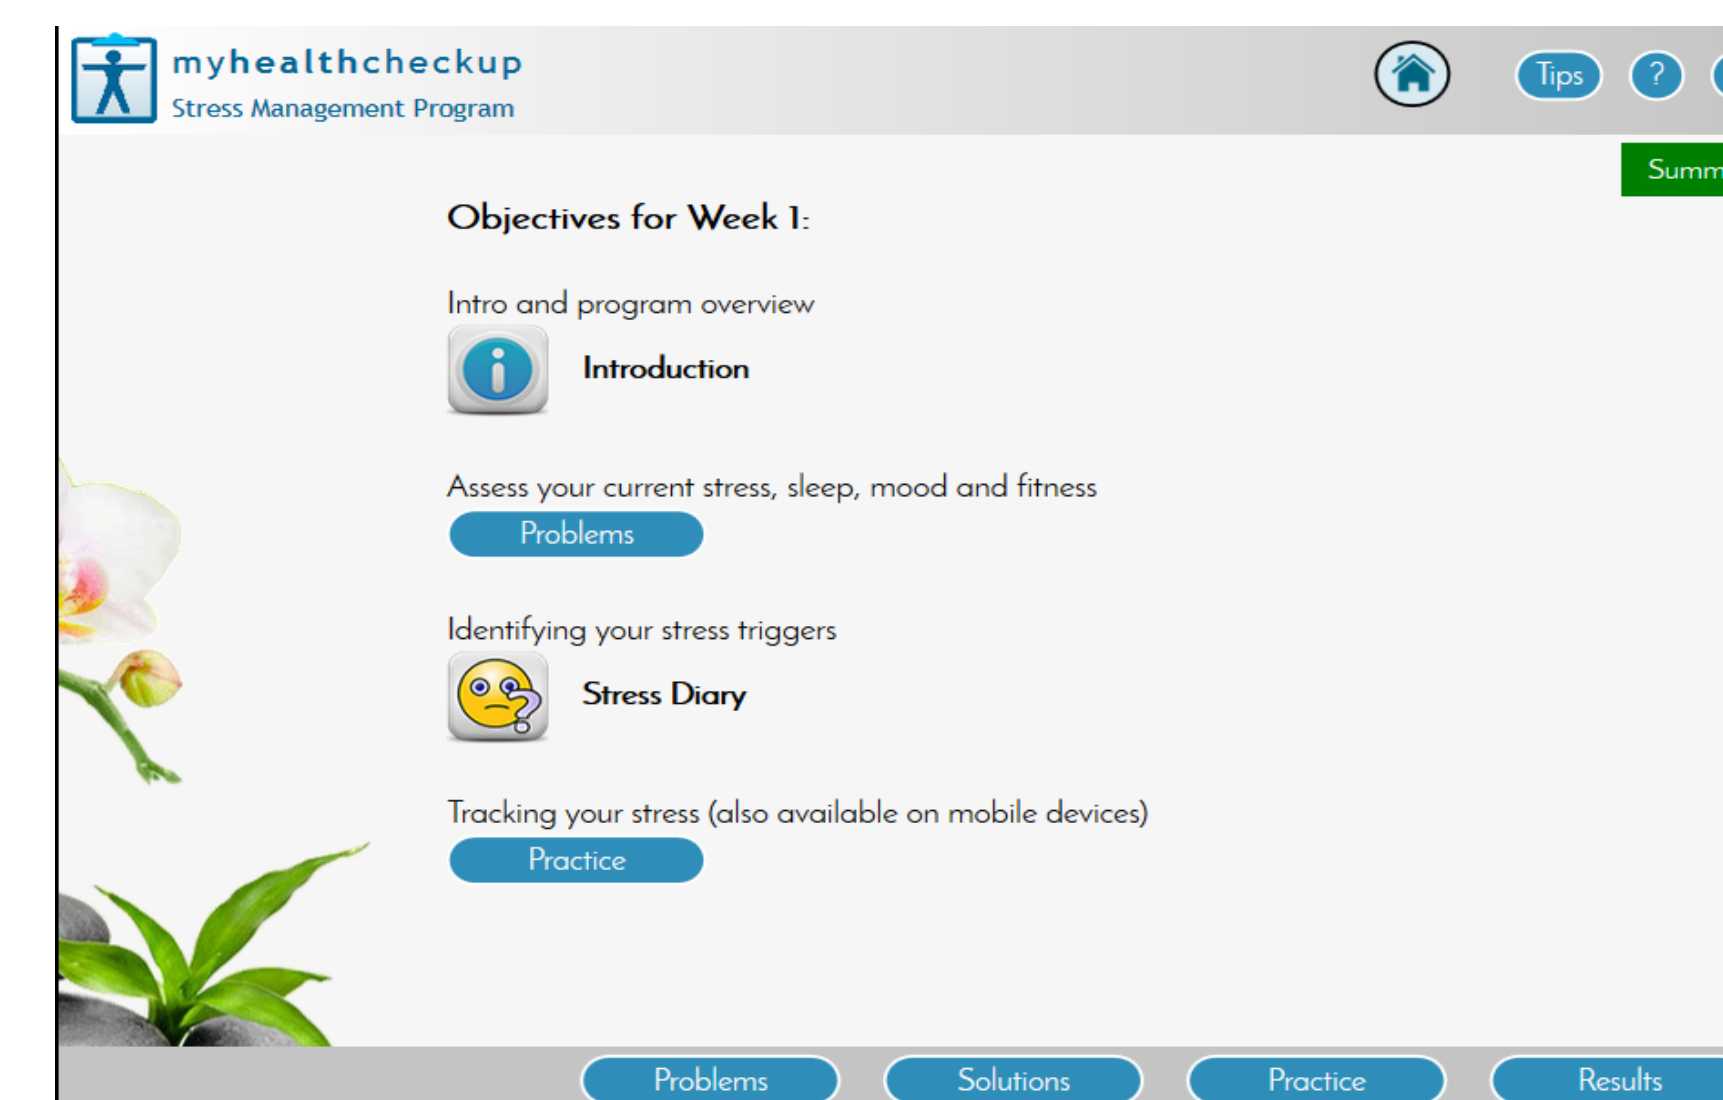 myhealthcheckup
Stress Management Program
Tips
?
Objectives for Week 1:
Intro and program overview
Introduction
Assess your current stress, sleep, mood and fitness
Problems
Identifying your stress triggers
Stress Diary
Tracking your stress (also available on mobile devices)
Practice
Problems Solutions Practice Results